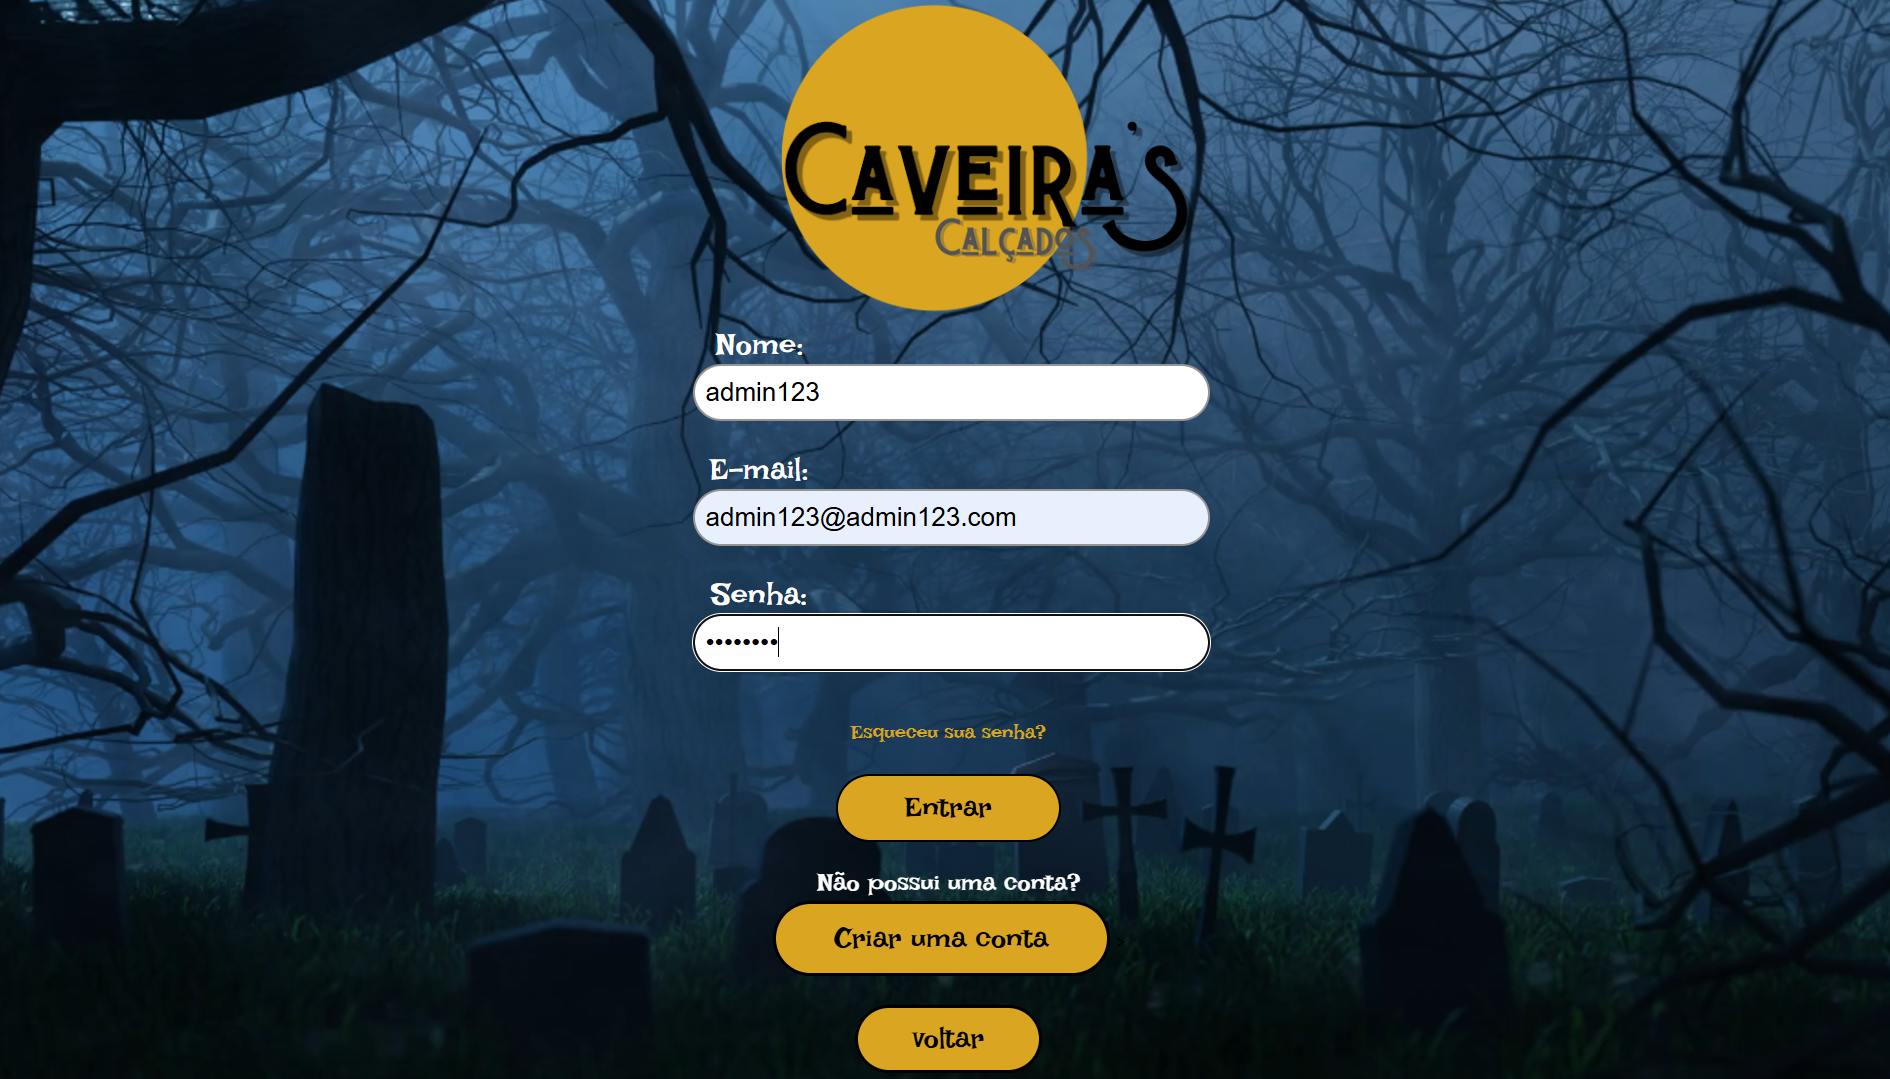 CAVEIRA'S
CALÇADOS
Nome:
admin123
E-mail:
admin123@admin123.com
Senha:
••••••••
Esqueceu sua senha?
Entrar
Não possui uma conta?
Criar uma conta
voltar